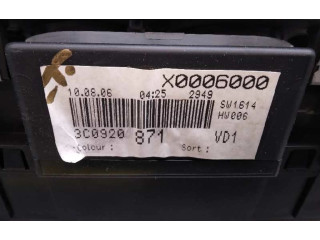 X0006000
10.08.06 04:25 2949
SW1614
HW006
3C0920 871 VD1
Colour : Sort :